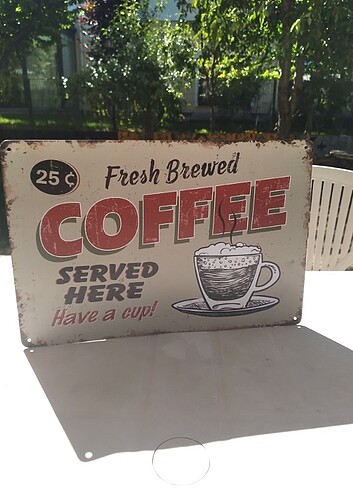 25 ¢
Fresh Brewed
COFFEE
SERVED
HERE
Have a cup!